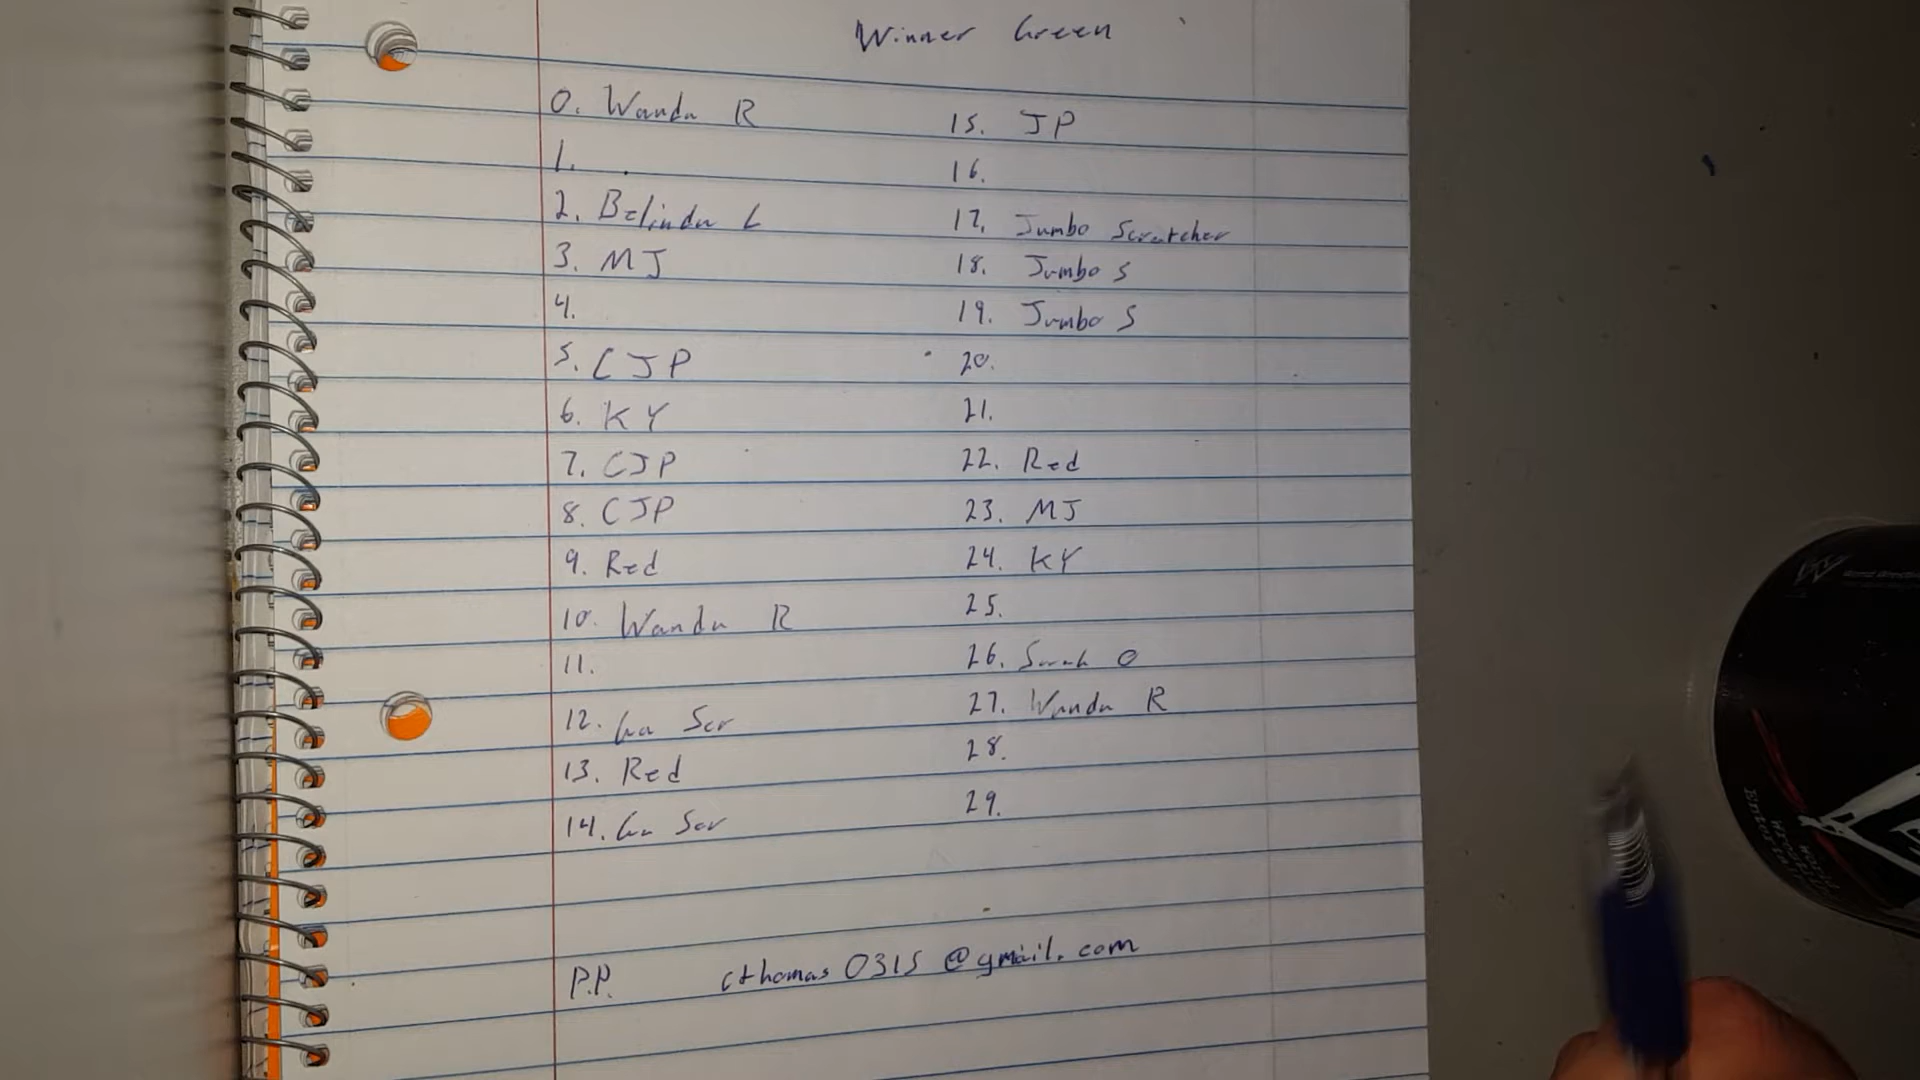 Winner Green
0. Wanda R
1. .
2. Belinda L
3. MJ
4.
5. CJP
6. KY
7. CJP
8. CJP
9. Red
10. Wanda R
11.
12. Ga Scr
13. Red
14. Ga Scr
15. JP
16.
17. Jumbo Scratcher
18. Jumbo S
19. Jumbo S
20.
21.
22. Red
23. MJ
24. KY
25.
26. Sarah O
27. Wanda R
28.
29.
P.P. cthomas0315@gmail.com